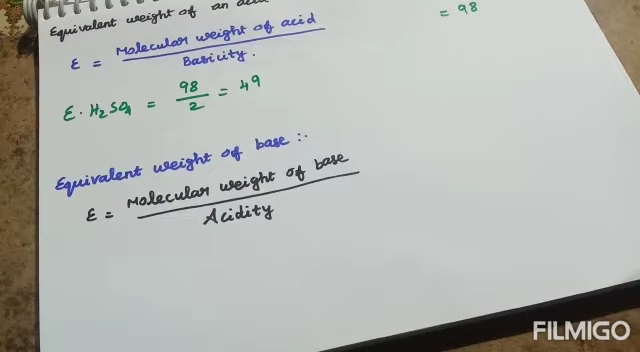 Equivalent weight of an acid
= 98
E = Molecular weight of acid
Basicity.
E. H2SO4 = 98/2 = 49
Equivalent weight of base :-
E = Molecular weight of base
Acidity
FILMIGO